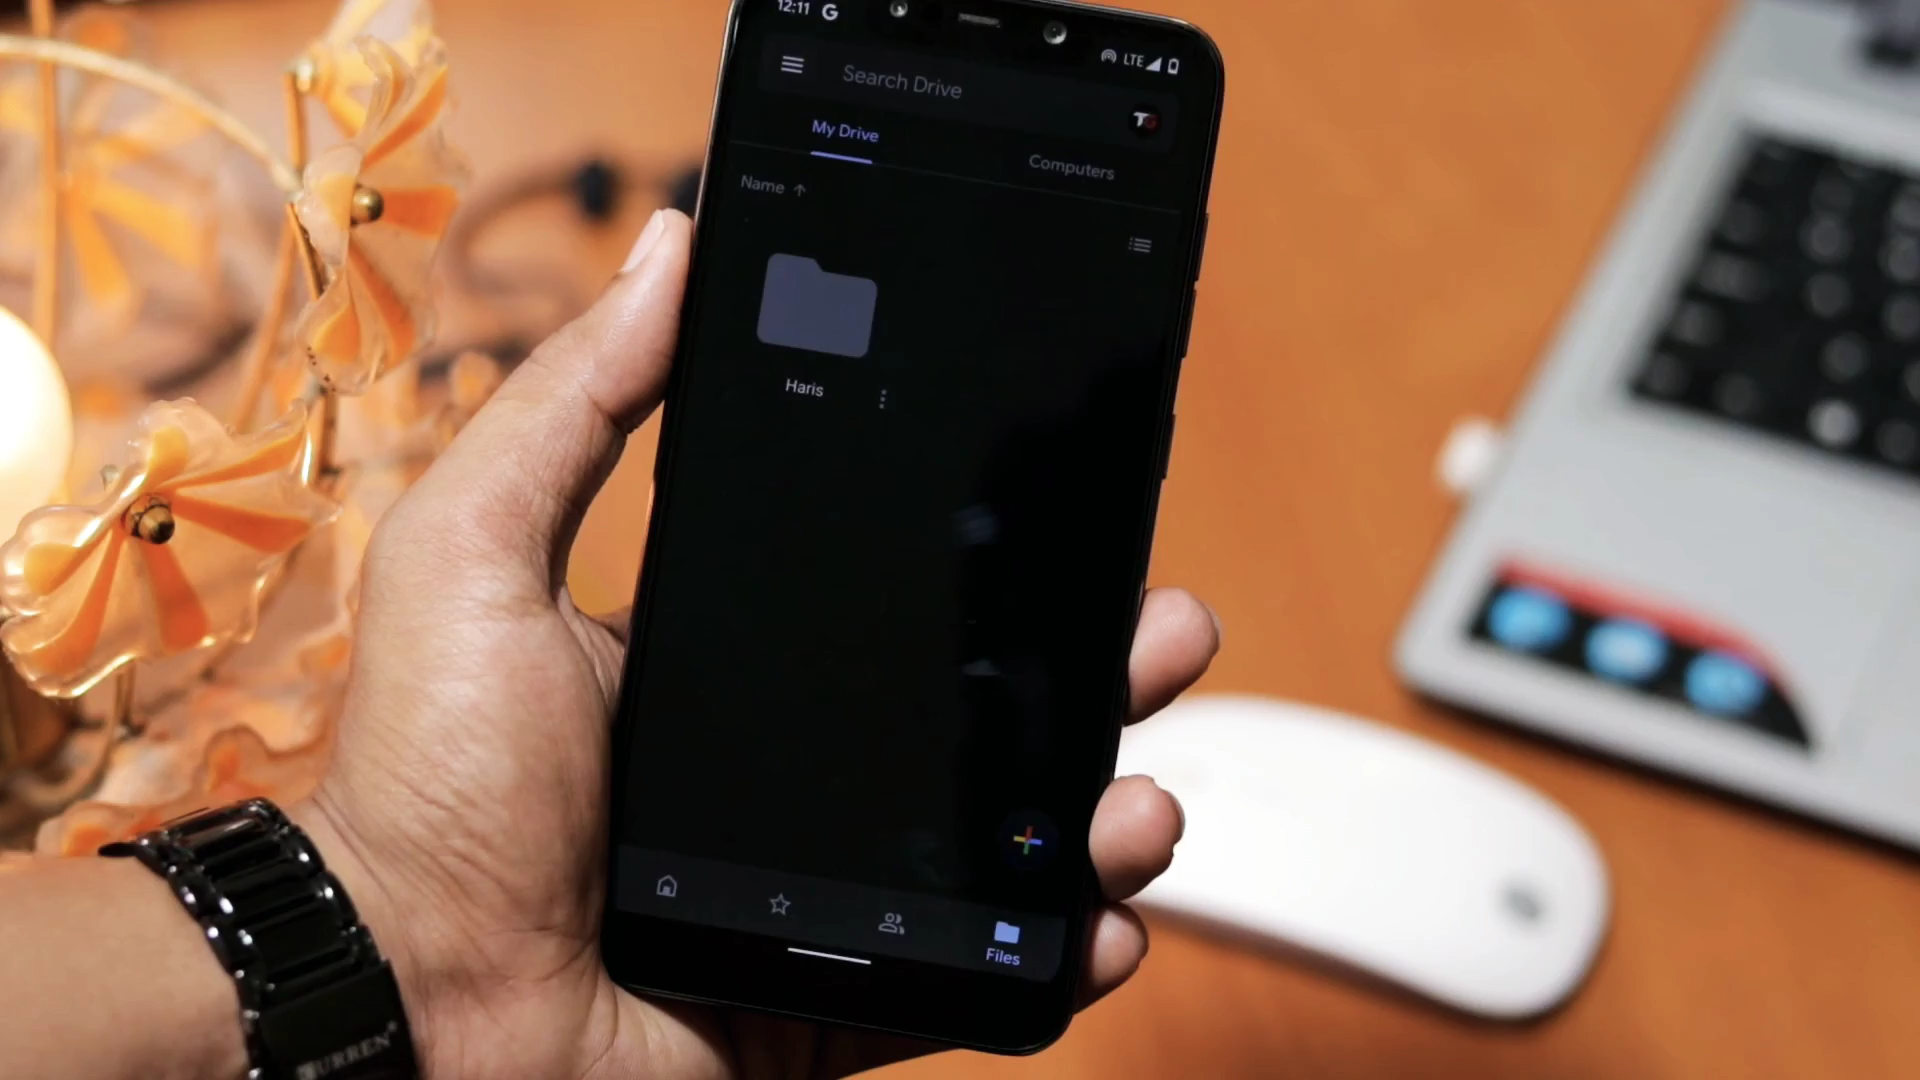 12:11 G
LTE
Search Drive
My Drive
Computers
Name
Haris
Files
CURREN